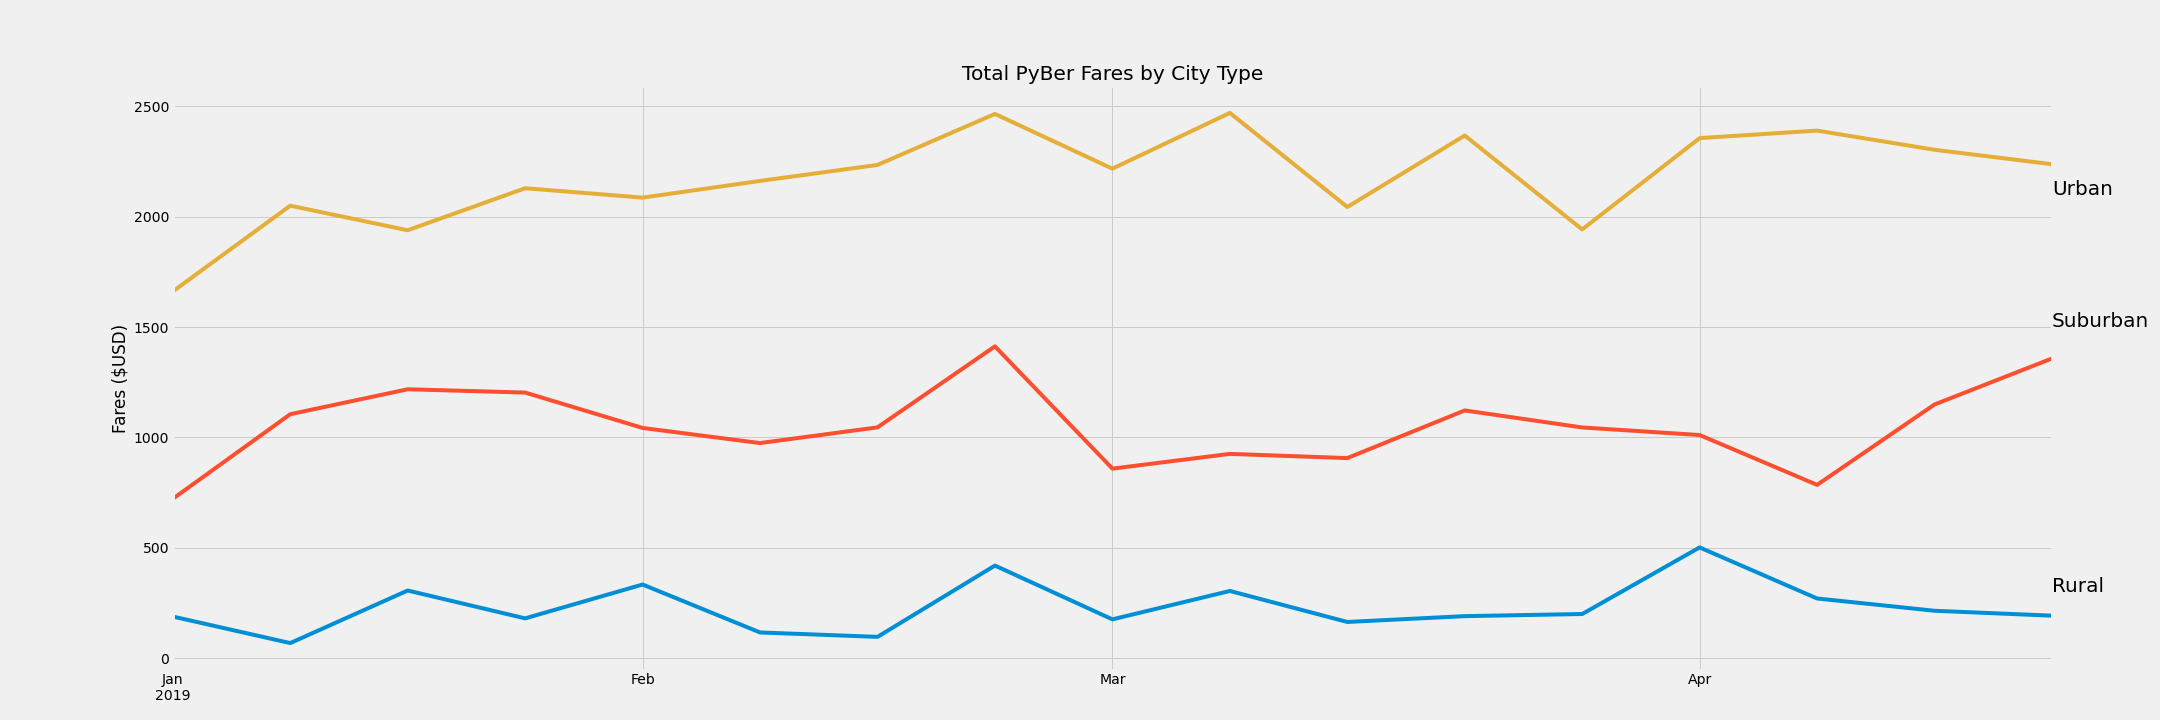 Total PyBer Fares by City Type
2500
2000
1500
1000
500
0
Fares ($USD)
Urban
Suburban
Rural
Jan
2019
Feb
Mar
Apr